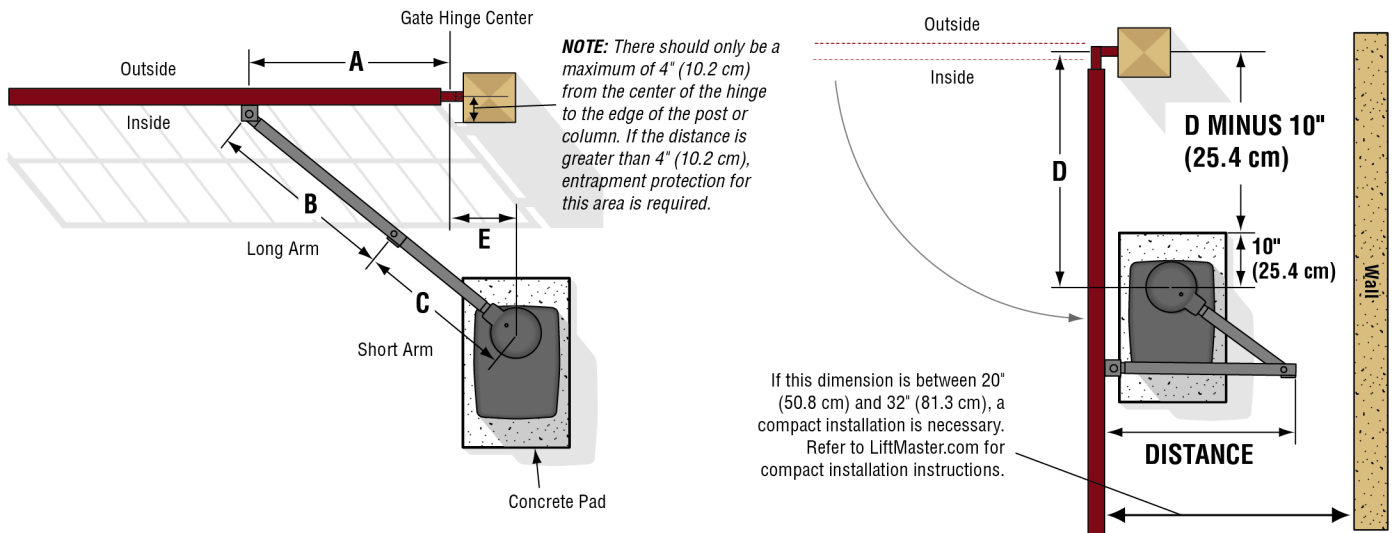 Gate Hinge Center
A
Outside
Inside
NOTE: There should only be a
maximum of 4" (10.2 cm)
from the center of the hinge
to the edge of the post or
column. If the distance is
greater than 4" (10.2 cm),
entrapment protection for
this area is required.
B
Long Arm
E
C
Short Arm
Concrete Pad
Outside
Inside
D
D MINUS 10"
(25.4 cm)
10"
(25.4 cm)
Wall
If this dimension is between 20"
(50.8 cm) and 32" (81.3 cm), a
compact installation is necessary.
Refer to LiftMaster.com for
compact installation instructions.
DISTANCE